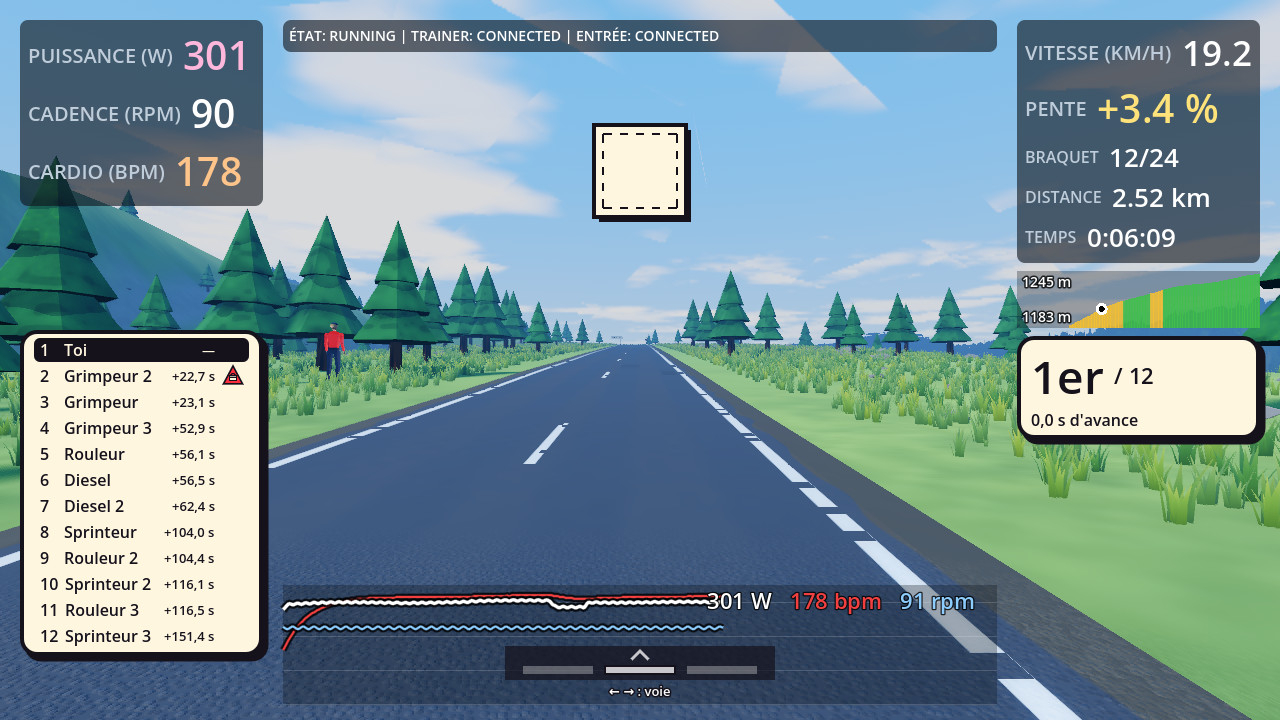 PUISSANCE (W) 301
CADENCE (RPM) 90
CARDIO (BPM) 178
ÉTAT: RUNNING | TRAINER: CONNECTED | ENTRÉE: CONNECTED
VITESSE (KM/H) 19.2
PENTE +3.4 %
BRAQUET 12/24
DISTANCE 2.52 km
TEMPS 0:06:09
1245 m
1183 m
1er / 12
0,0 s d'avance
1 Toi —
2 Grimpeur 2 +22,7 s
3 Grimpeur +23,1 s
4 Grimpeur 3 +52,9 s
5 Rouleur +56,1 s
6 Diesel +56,5 s
7 Diesel 2 +62,4 s
8 Sprinteur +104,0 s
9 Rouleur 2 +104,4 s
10 Sprinteur 2 +116,1 s
11 Rouleur 3 +116,5 s
12 Sprinteur 3 +151,4 s
301 W 178 bpm 91 rpm
← → : voie